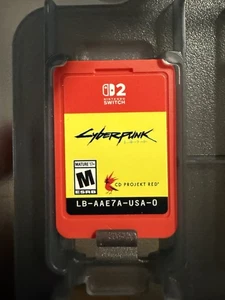 2
NINTENDO
SWITCH
Cyberpunk
MATURE 17+
M
ESRB
CD PROJEKT RED
LB-AAE7A-USA-0